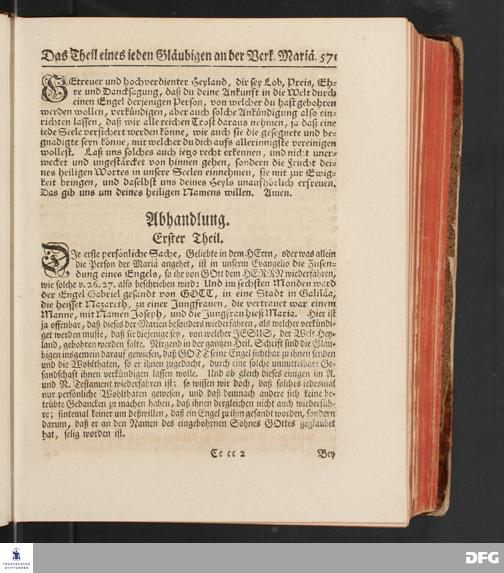 Das Theil eines ieden Gläubigen an der Verk. Mariä. 571
GEtreuer und hochverdienter Heyland, dir sey Lob, Preis, Eh-
re und Dancksagung, daß du deine Ankunft in die Welt durch
einen Engel derjenigen Person, von welcher du hast gebohren
werden wollen, verkündigen, aber auch solche Ankündigung also ein-
richten lassen, daß wir alle reichen Trost daraus nehmen, ja daß eine
iede Seele versichert werden könne, wie auch sie die gesegnete und be-
gnadigte seyn könne, mit welcher du dich aufs allerinnigste vereinigen
wollest. Laß uns solches auch ietzo recht erkennen, und nicht uner-
wecket und ungestärcket von hinnen gehen, sondern die Frucht dei-
nes heiligen Wortes in unsere Seelen einnehmen, sie mit zur Ewig-
keit bringen, und daselbst uns deines Heyls unaufhörlich erfreuen.
Das gib uns um deines heiligen Namens willen. Amen.
Abhandlung.
Erster Theil.
DIe erste persönliche Sache, Geliebte in dem HErrn, oder was allein
die Person der Mariä angehet, ist in unserm Evangelio die Zusen-
dung eines Engels, so ihr von GOtt dem HERRN wiederfahren,
wie solche v. 26. 27. also beschrieben wird: Und im sechsten Monden ward
der Engel Gabriel gesandt von GOTT, in eine Stadt in Galiläa,
die heisset Nazareth, zu einer Jungfrauen, die vertrauet war einem
Manne, mit Namen Joseph, und die Jungfrau hieß Maria. Hier ist
ja offenbar, daß dieses der Marien besonders wiederfahren, als welcher verkündi-
get werden muste, daß sie diejenige sey, von welcher JESUS, der Welt Hey-
land, gebohren werden solte. Nirgend in der gantzen Heil. Schrift sind die Gläu-
bigen insgemein darauf gewiesen, daß GOTT seine Engel sichtbar zu ihnen senden
und die Wohlthaten, so er ihnen zugedacht, durch eine solche unmittelbare Ge-
sandschaft ihnen verkündigen lassen wolle. Und ob gleich dieses einigen im A.
und N. Testament wiederfahren ist; so wissen wir doch, daß solches iedesmal
nur persönliche Wohlthaten gewesen, und daß demnach andere sich keine be-
trübte Gedancken zu machen haben, daß ihnen dergleichen nicht auch wiederfüh-
re; sintemal keiner um deßwillen, daß ein Engel zu ihm gesandt worden, sondern
darum, daß er an den Namen des eingebohrnen Sohnes GOttes geglaubet
hat, selig worden ist.
Cc cc 2 Bey
FRANCKESCHE
STIFTUNGEN
DFG